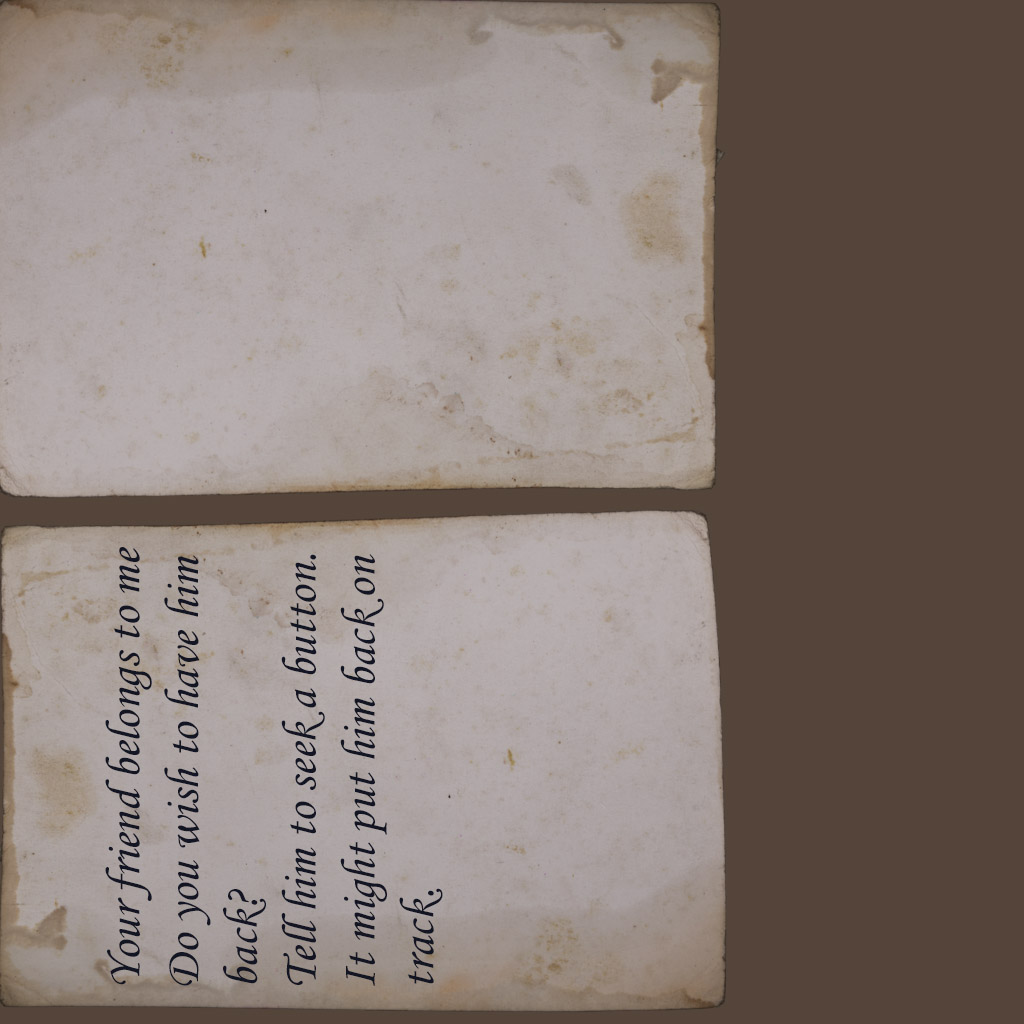 Your friend belongs to me
Do you wish to have him
back?
Tell him to seek a button.
It might put him back on
track.